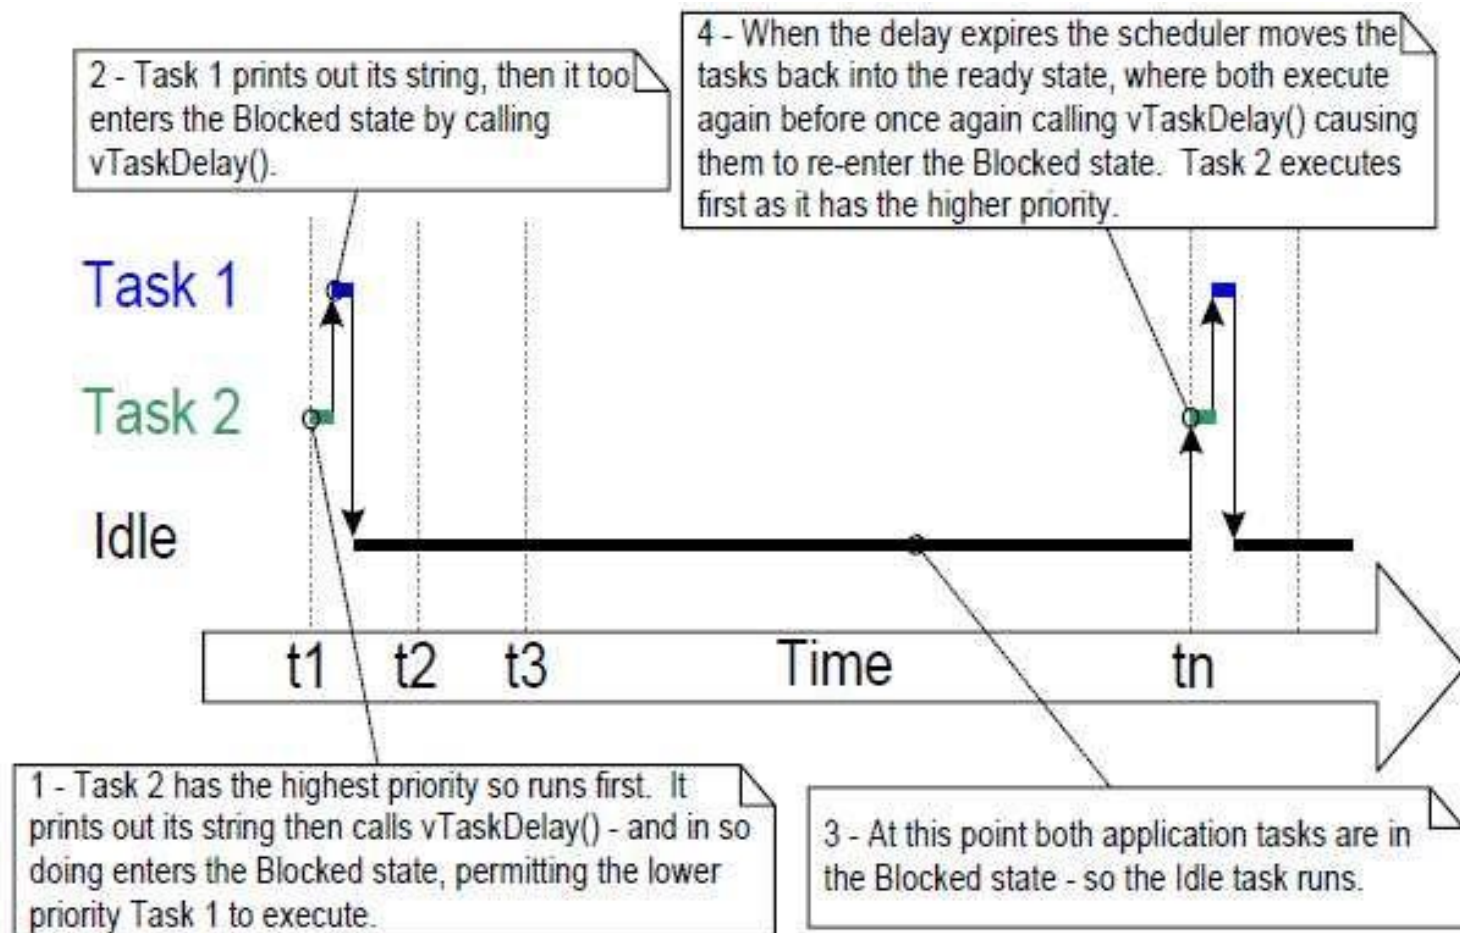 2 - Task 1 prints out its string, then it too
enters the Blocked state by calling
vTaskDelay().
4 - When the delay expires the scheduler moves the
tasks back into the ready state, where both execute
again before once again calling vTaskDelay() causing
them to re-enter the Blocked state.  Task 2 executes
first as it has the higher priority.
Task 1
Task 2
Idle
t1 t2 t3 Time tn
1 - Task 2 has the highest priority so runs first.  It
prints out its string then calls vTaskDelay() - and in so
doing enters the Blocked state, permitting the lower
priority Task 1 to execute.
3 - At this point both application tasks are in
the Blocked state - so the Idle task runs.